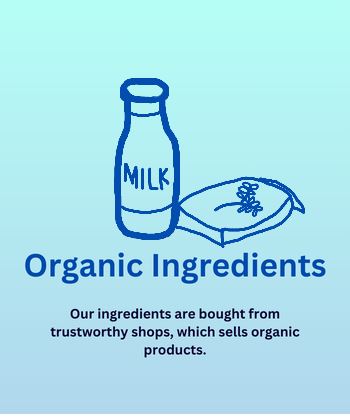 MILK
Organic Ingredients
Our ingredients are bought from
trustworthy shops, which sells organic
products.